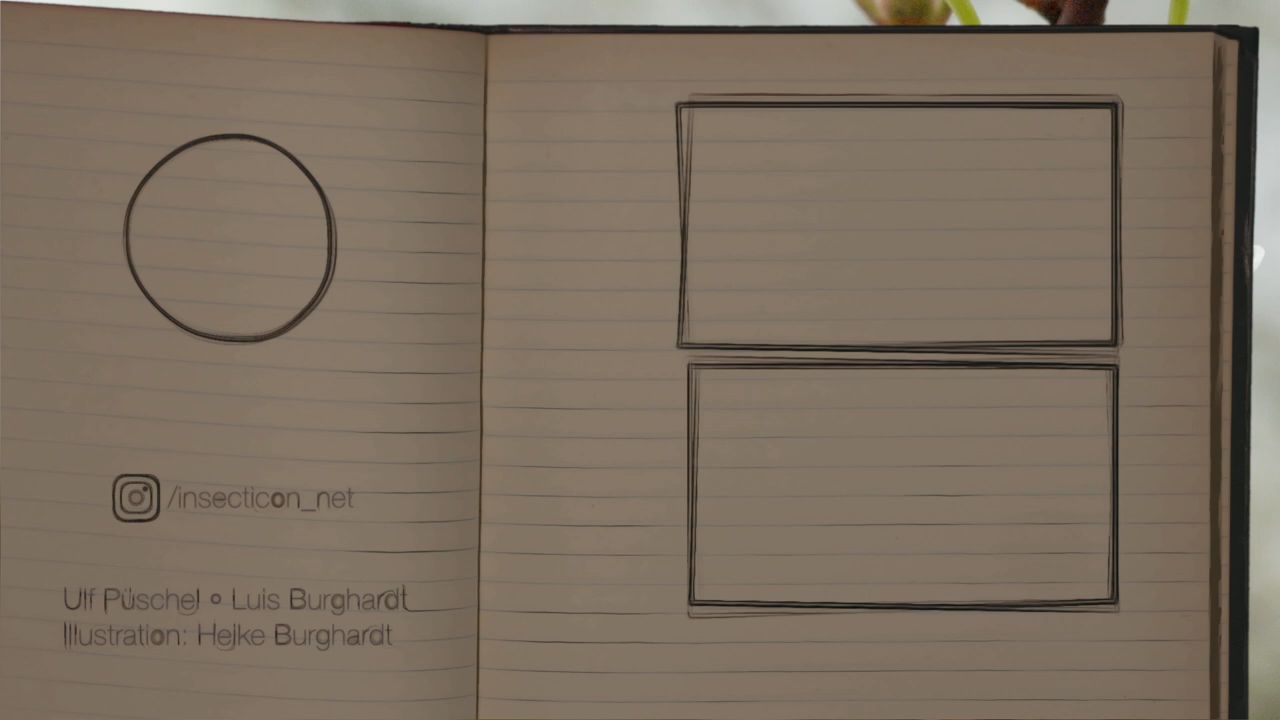 /insecticon_net
Ulf Püschel ° Luis Burghardt
Illustration: Heike Burghardt